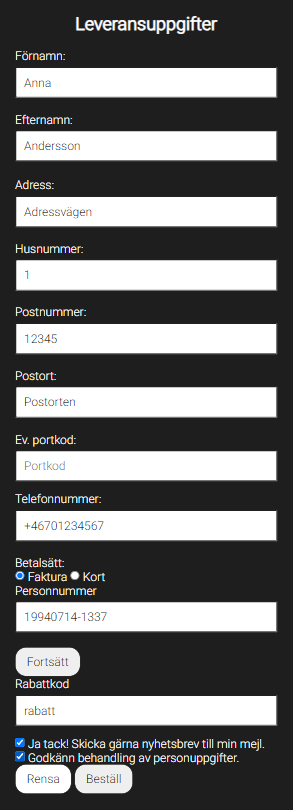 Leveransuppgifter
Förnamn:
Anna
Efternamn:
Andersson
Adress:
Adressvägen
Husnummer:
1
Postnummer:
12345
Postort:
Postorten
Ev. portkod:
Portkod
Telefonnummer:
+46701234567
Betalsätt:
Faktura Kort
Personnummer
19940714-1337
Fortsätt
Rabattkod
rabatt
Ja tack! Skicka gärna nyhetsbrev till min mejl.
Godkänn behandling av personuppgifter.
Rensa Beställ